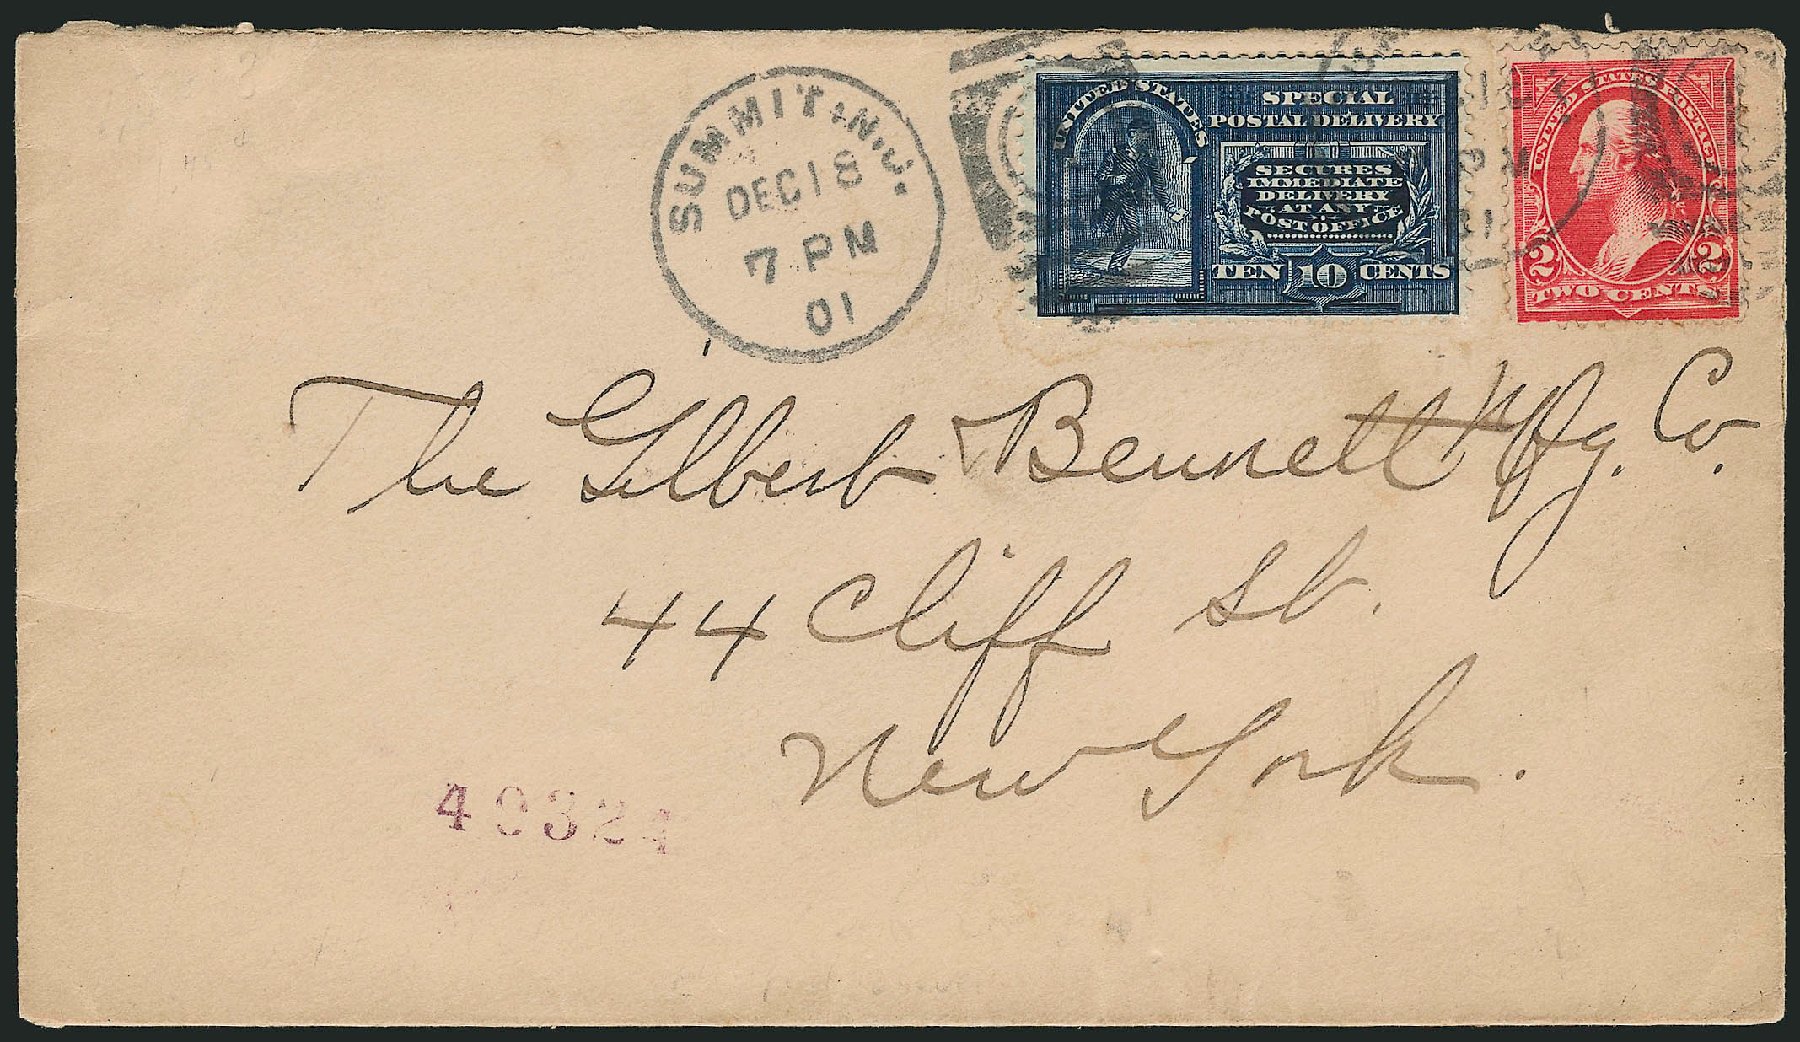 SUMMIT, N.J.
DEC 18
7 PM
01
UNITED STATES
SPECIAL
POSTAL DELIVERY
SECURES
IMMEDIATE
DELIVERY
AT ANY
POST OFFICE
TEN 10 CENTS
UNITED STATES POSTAGE
2 2
TWO CENTS
The Gilbert & Bennett Mfg. Co.
44 Cliff St.
New York.
40324